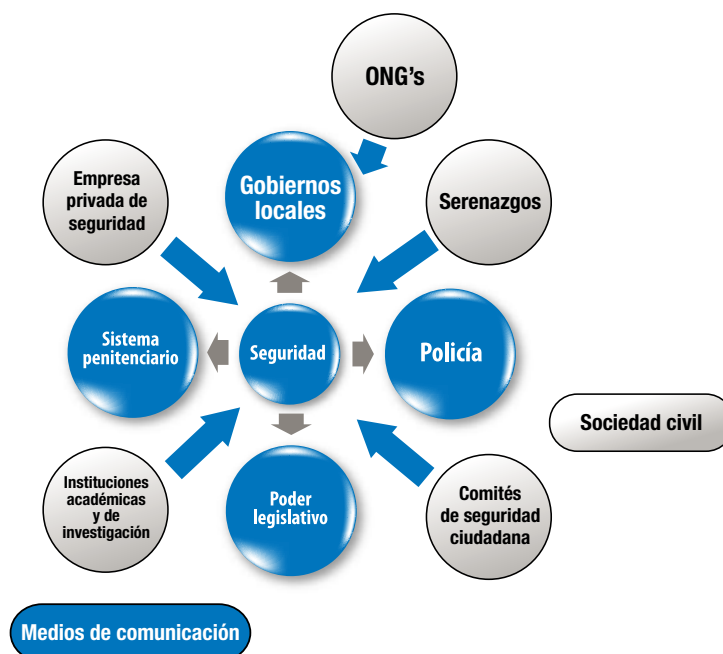 ONG's
Empresa
privada de
seguridad
Gobiernos
locales
Serenazgos
Sistema
penitenciario
Seguridad
Policía
Sociedad civil
Instituciones
académicas
y de
investigación
Poder
legislativo
Comités
de seguridad
ciudadana
Medios de comunicación